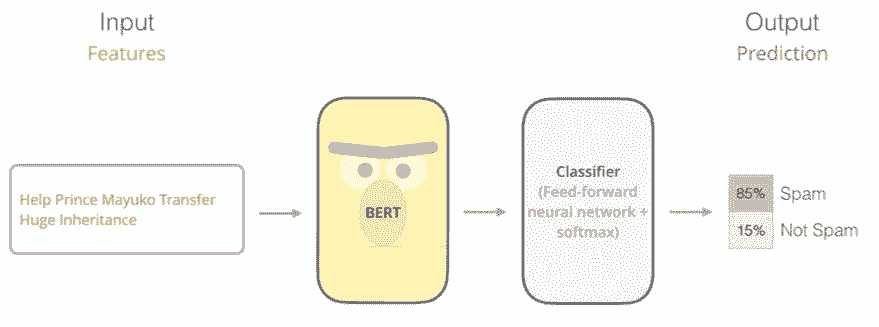 Input
Features
Output
Prediction
Help Prince Mayuko Transfer
Huge Inheritance
BERT
Classifier
(Feed-forward
neural network +
softmax)
85% Spam
15% Not Spam